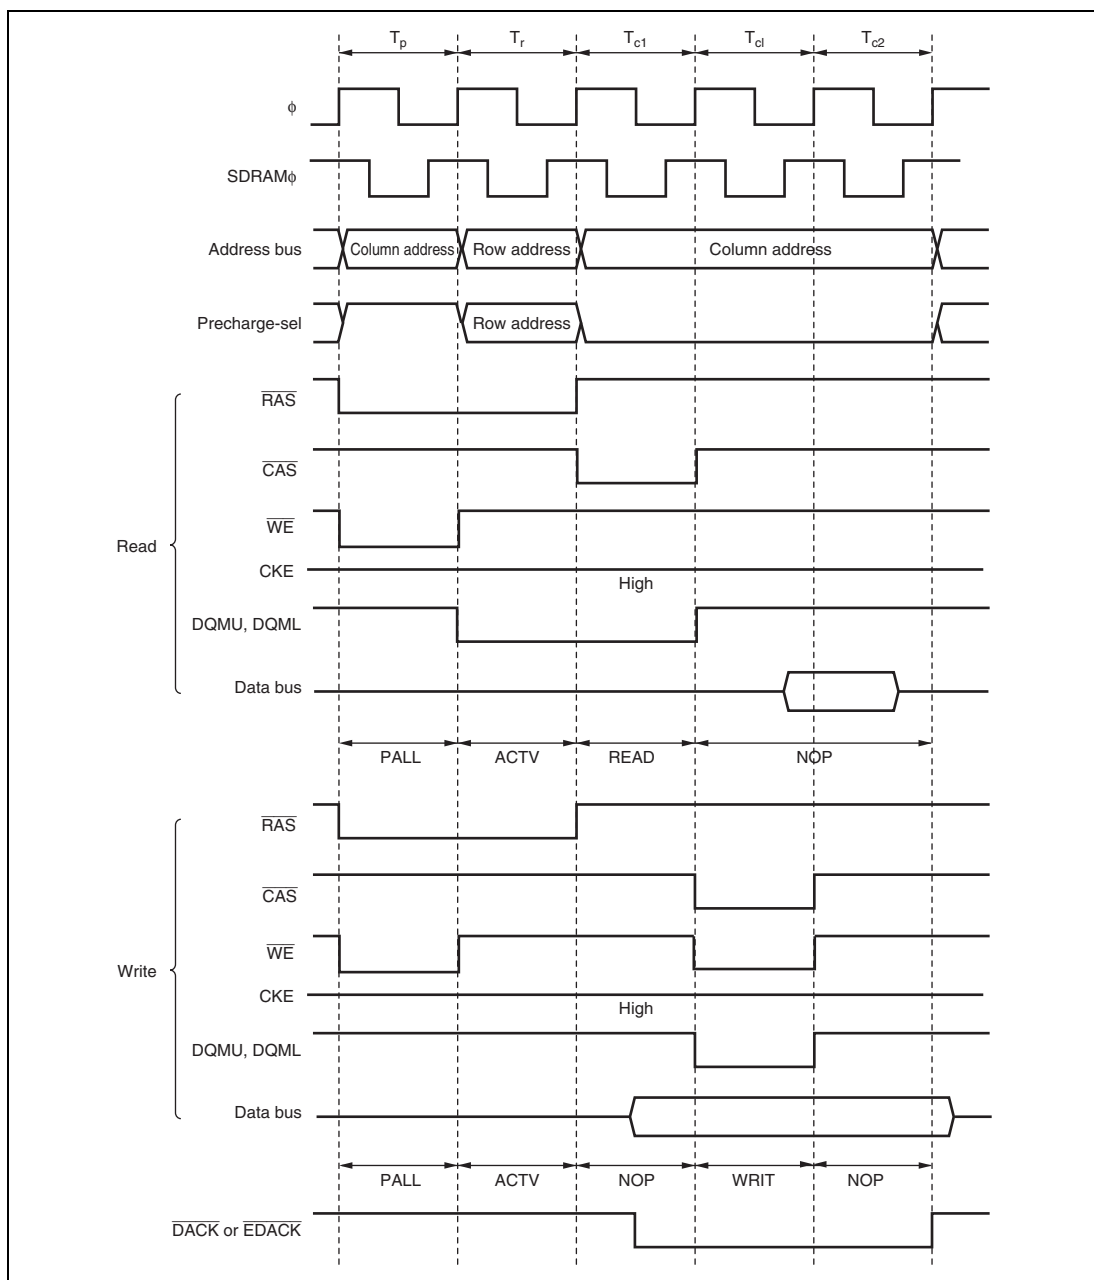 Tp Tr Tc1 Tcl Tc2
ϕ
SDRAMϕ
Address bus Column address Row address Column address
Precharge-sel Row address
RAS
CAS
WE
Read
CKE
High
DQMU, DQML
Data bus
PALL ACTV READ NOP
RAS
CAS
WE
Write
CKE
High
DQMU, DQML
Data bus
PALL ACTV NOP WRIT NOP
DACK or EDACK